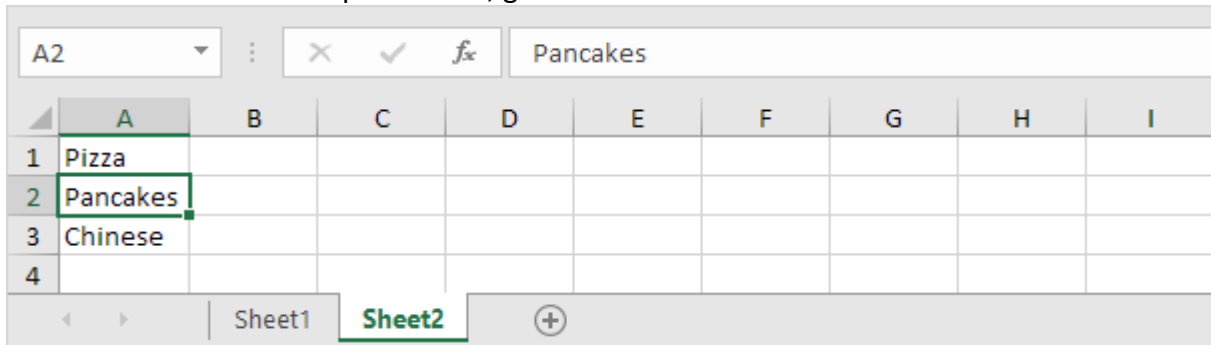 A2 fx Pancakes
A B C D E F G H I
1 Pizza
2 Pancakes
3 Chinese
4
Sheet1 Sheet2